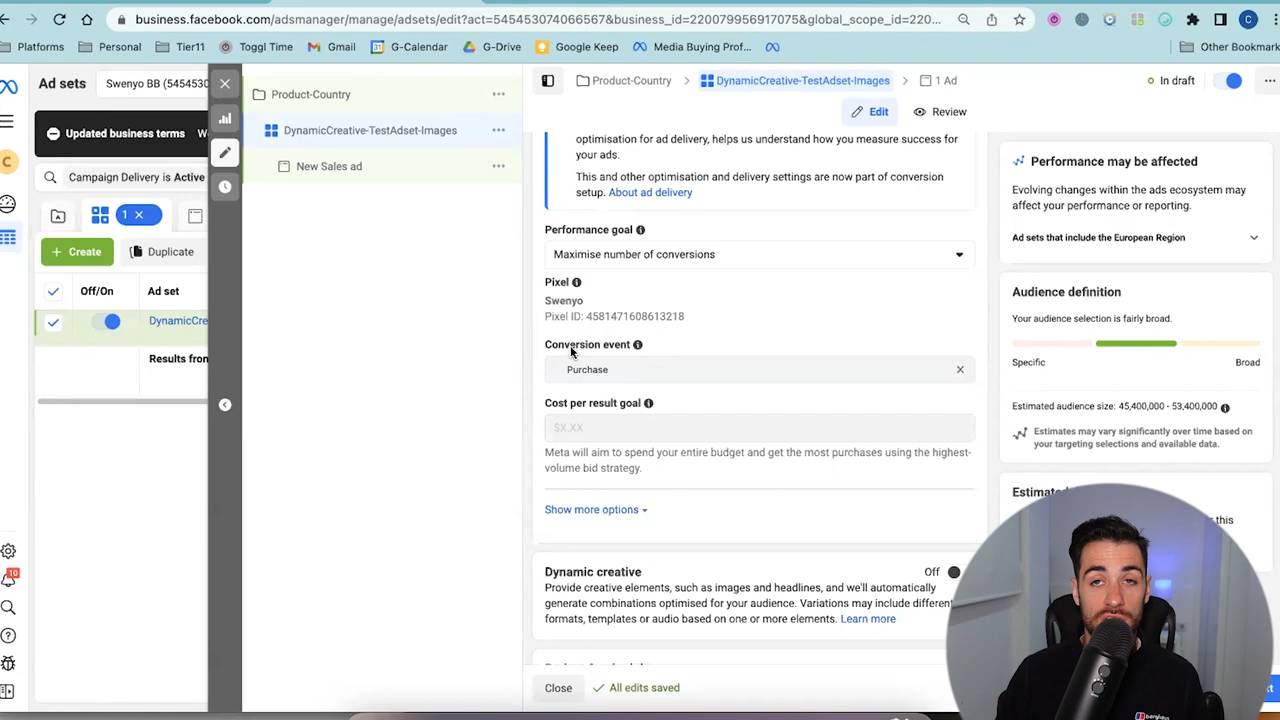 business.facebook.com/adsmanager/manage/adsets/edit?act=545453074066567&business_id=220079956917075&global_scope_id=220...
C
Platforms
Personal
Tier11
Toggl Time
Gmail
G-Calendar
G-Drive
Google Keep
Media Buying Prof...
Other Bookmark
Ad sets
Swenyo BB (54545
Updated business terms
Campaign Delivery is Active
C
1 ×
+ Create
Duplicate
Off/On
Ad set
DynamicCre
Results from
10
Product-Country
DynamicCreative-TestAdset-Images
New Sales ad
Product-Country
DynamicCreative-TestAdset-Images
1 Ad
In draft
Edit
Review
optimisation for ad delivery, helps us understand how you measure success for
your ads.
This and other optimisation and delivery settings are now part of conversion
setup. About ad delivery
Performance goal
Maximise number of conversions
Pixel
Swenyo
Pixel ID: 4581471608613218
Conversion event
Purchase
Cost per result goal
$X.XX
Meta will aim to spend your entire budget and get the most purchases using the highest-
volume bid strategy.
Show more options
Dynamic creative
Off
Provide creative elements, such as images and headlines, and we'll automatically
generate combinations optimised for your audience. Variations may include different
formats, templates or audio based on one or more elements. Learn more
Close
All edits saved
Performance may be affected
Evolving changes within the ads ecosystem may
affect your performance or reporting.
Ad sets that include the European Region
Audience definition
Your audience selection is fairly broad.
Specific
Broad
Estimated audience size: 45,400,000 - 53,400,000
Estimates may vary significantly over time based on
your targeting selections and available data.